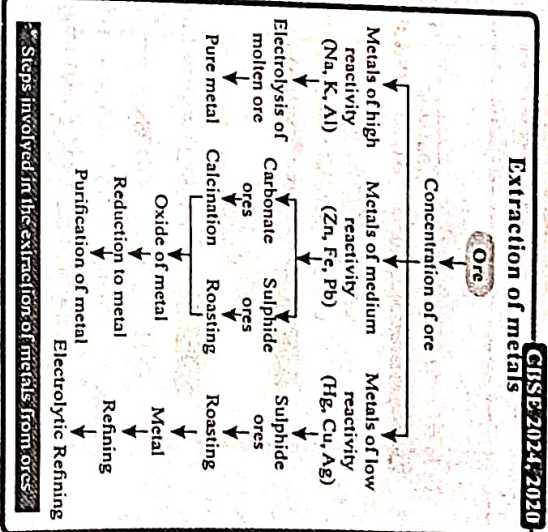 CBSE 2024, 2020
Extraction of metals
Ore
Concentration of ore
Metals of high
reactivity
(Na, K, Al)
Electrolysis of
molten ore
Pure metal
Metals of medium
reactivity
(Zn, Fe, Pb)
Carbonate
ores
Calcination
Sulphide
ores
Roasting
Oxide of metal
Reduction to metal
Purification of metal
Metals of low
reactivity
(Hg, Cu, Ag)
Sulphide
ores
Roasting
Metal
Refining
Electrolytic Refining
Steps involved in the extraction of metals from ores